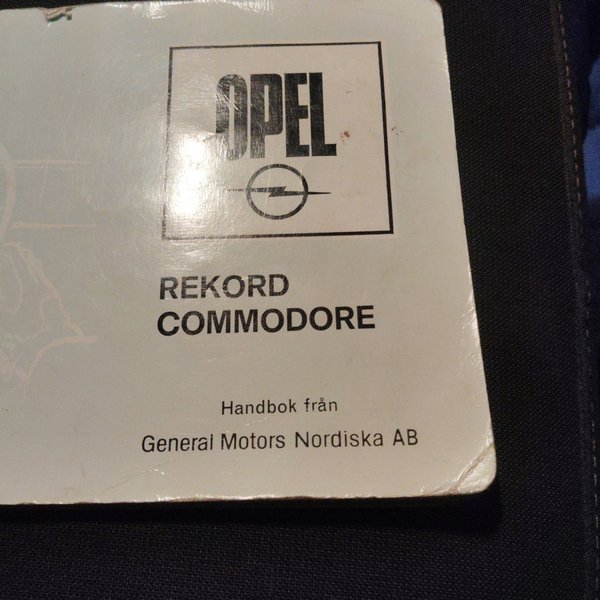 OPEL
REKORD
COMMODORE
Handbok från
General Motors Nordiska AB